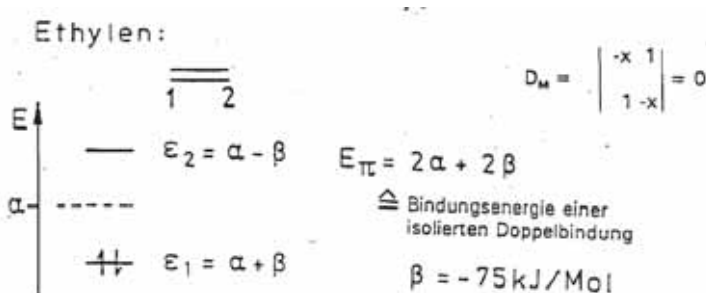 Ethylen:
1 2
D_M = | -x 1 | = 0
| 1 -x |
E
ε₂ = α - β
E_π = 2α + 2β
α
≙ Bindungsenergie einer
isolierten Doppelbindung
ε₁ = α + β
β = -75 kJ/Mol